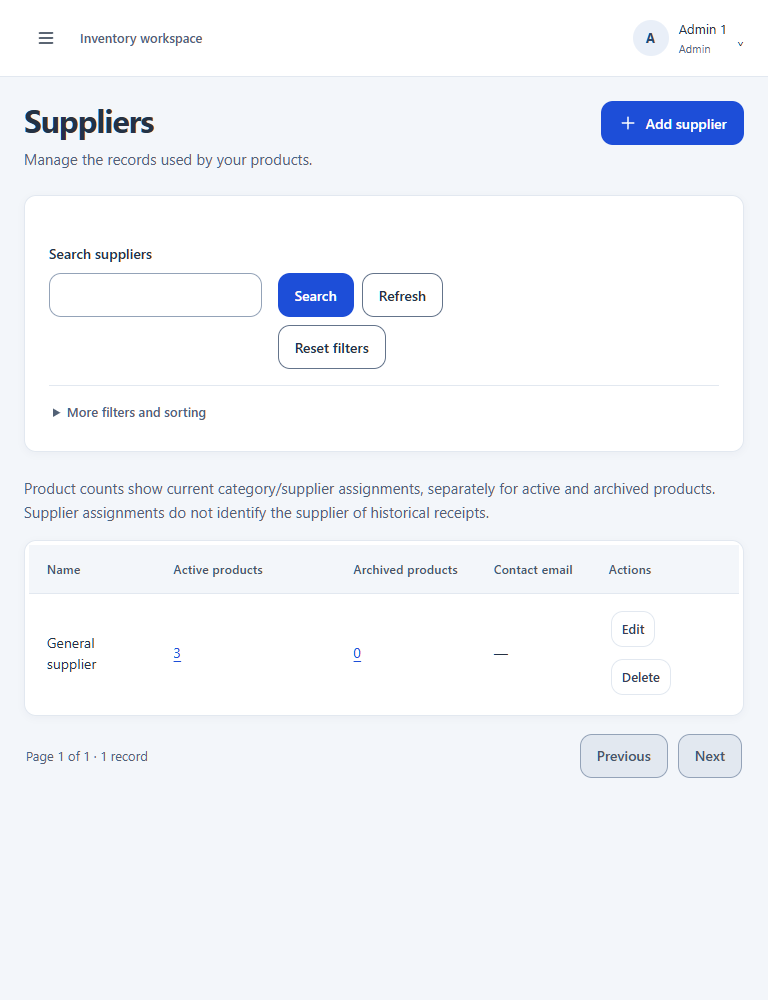 Inventory workspace
A
Admin 1
Admin
Suppliers
Add supplier
Manage the records used by your products.
Search suppliers
Search
Refresh
Reset filters
More filters and sorting
Product counts show current category/supplier assignments, separately for active and archived products.
Supplier assignments do not identify the supplier of historical receipts.
Name Active products Archived products Contact email Actions
General supplier 3 0 — Edit
Delete
Page 1 of 1 · 1 record
Previous
Next